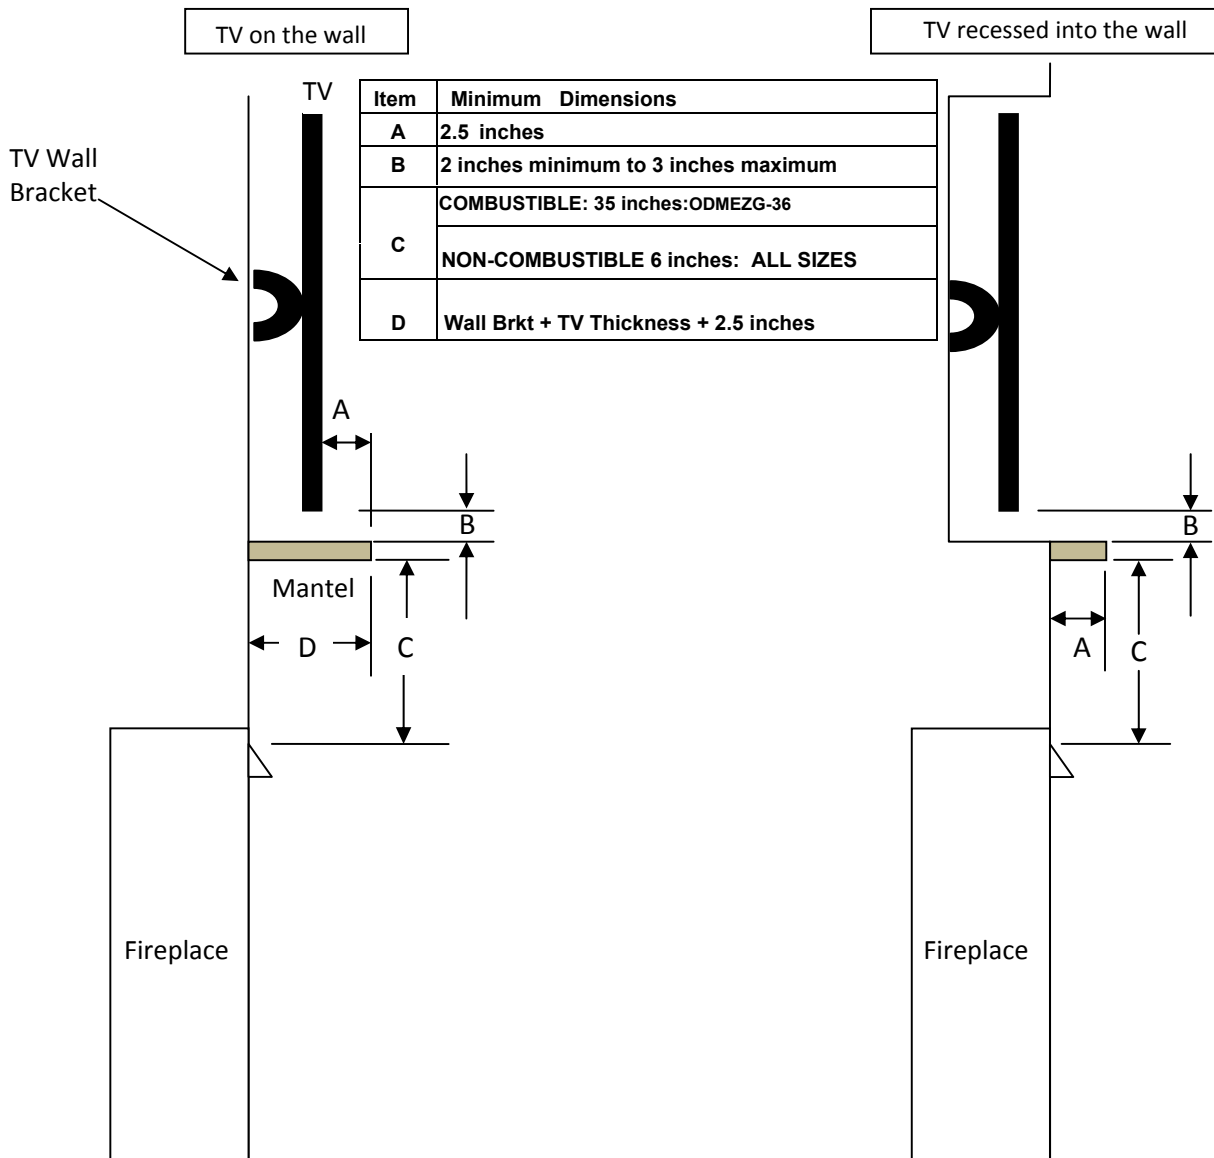 TV on the wall
TV recessed into the wall
TV
TV Wall
Bracket
Item Minimum Dimensions
A 2.5 inches
B 2 inches minimum to 3 inches maximum
C
COMBUSTIBLE: 35 inches:ODMEZG-36
NON-COMBUSTIBLE 6 inches: ALL SIZES
D Wall Brkt + TV Thickness + 2.5 inches
A
B
Mantel
D
C
Fireplace
B
A
C
Fireplace